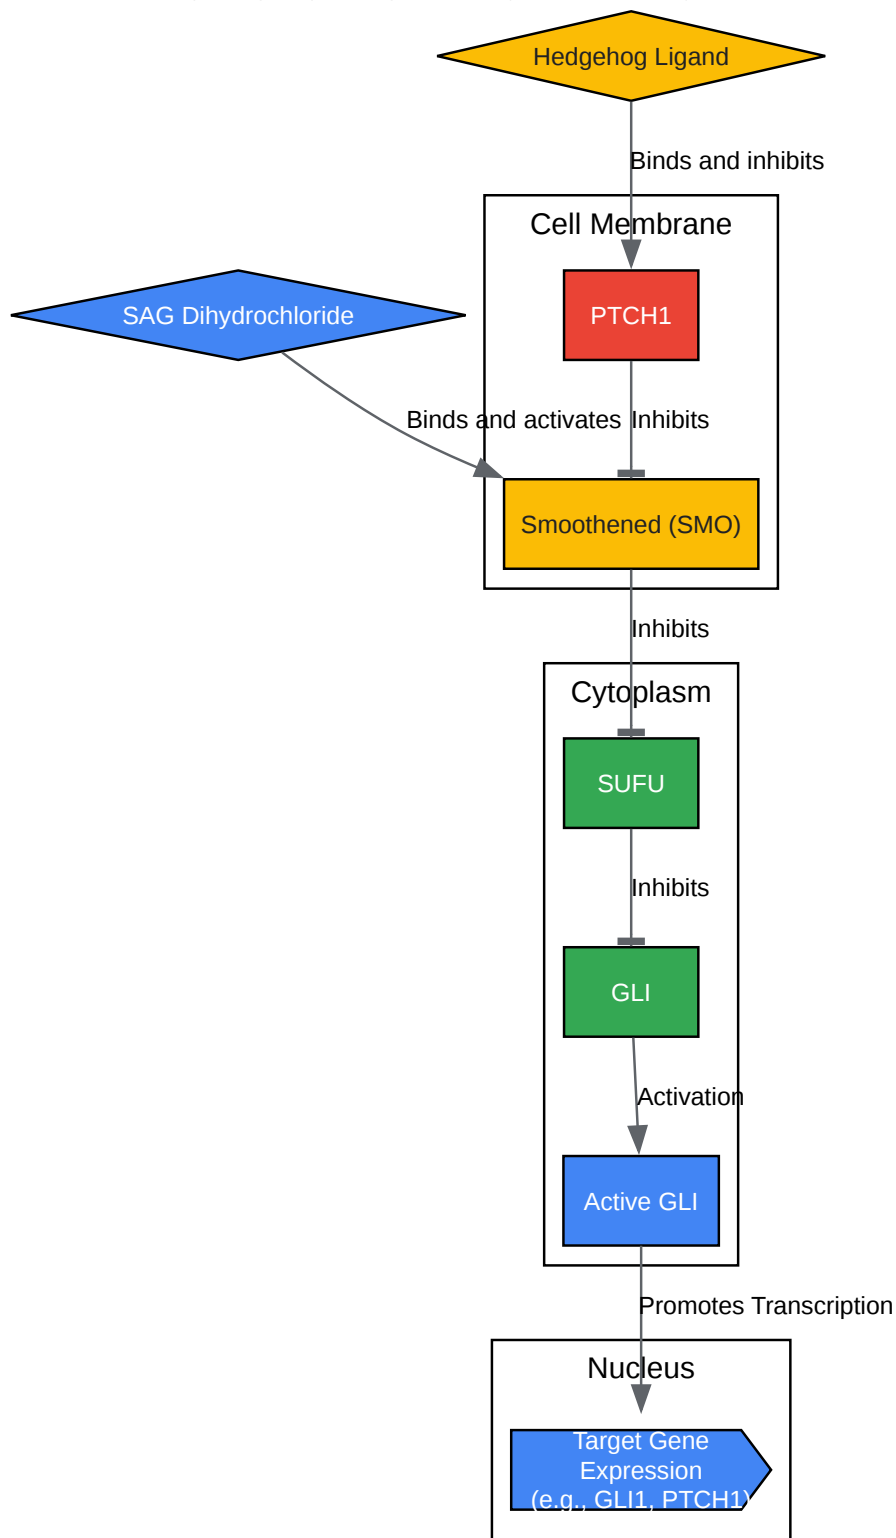 Hedgehog Ligand
Binds and inhibits
Cell Membrane
SAG Dihydrochloride
PTCH1
Binds and activates
Inhibits
Smoothened (SMO)
Inhibits
Cytoplasm
SUFU
Inhibits
GLI
Activation
Active GLI
Promotes Transcription
Nucleus
Target Gene
Expression
(e.g., GLI1, PTCH1)